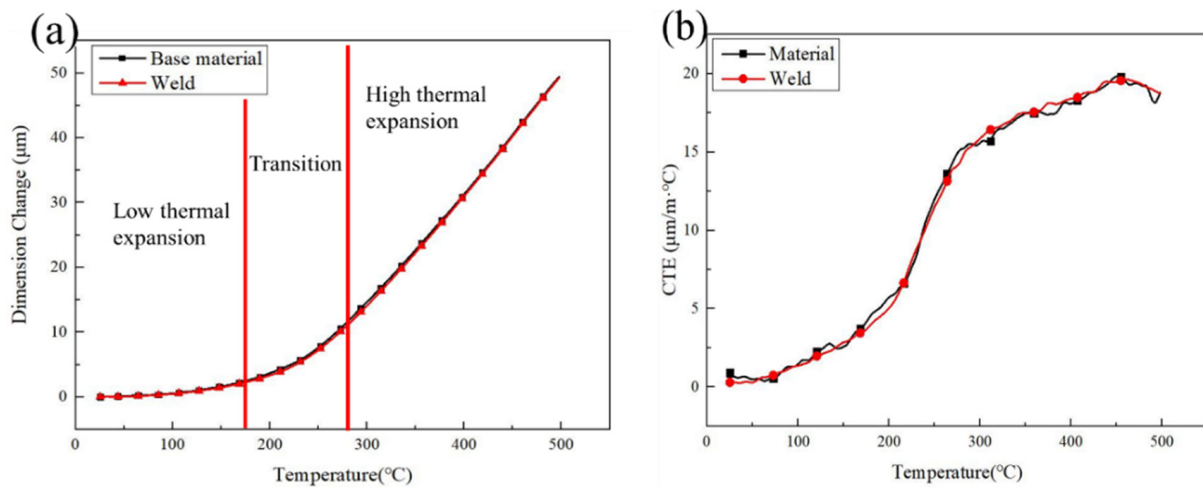 (a)
Base material
Weld
Low thermal
expansion
Transition
High thermal
expansion
50
40
30
20
10
0
Dimension Change (μm)
0
100
200
300
400
500
Temperature(°C)
(b)
Material
Weld
20
15
10
5
0
CTE (μm/m·°C)
0
100
200
300
400
500
Temperature(°C)